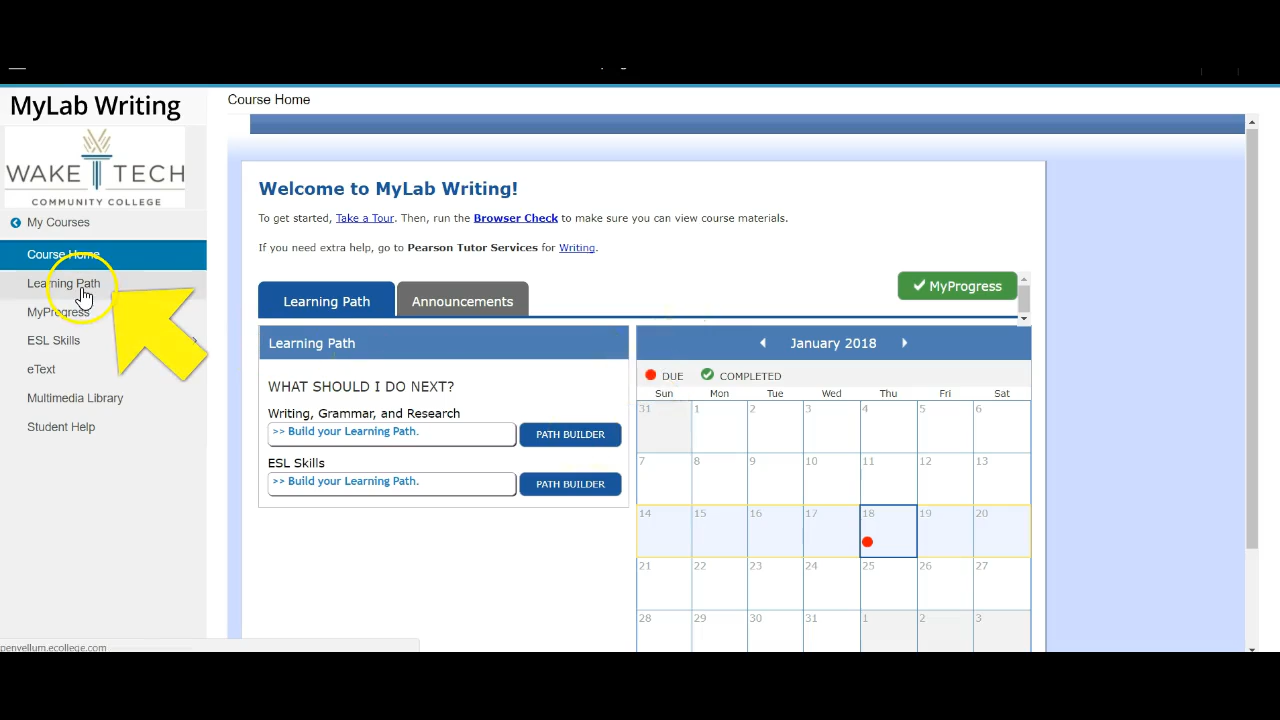 MyLab Writing
WAKE TECH
COMMUNITY COLLEGE
My Courses
Course Home
Learning Path
MyProgress
ESL Skills
eText
Multimedia Library
Student Help
penvellum.ecollege.com
Course Home
Welcome to MyLab Writing!
To get started, Take a Tour. Then, run the Browser Check to make sure you can view course materials.
If you need extra help, go to Pearson Tutor Services for Writing.
Learning Path Announcements
MyProgress
Learning Path
WHAT SHOULD I DO NEXT?
Writing, Grammar, and Research
>> Build your Learning Path. PATH BUILDER
ESL Skills
>> Build your Learning Path. PATH BUILDER
January 2018
DUE COMPLETED
Sun Mon Tue Wed Thu Fri Sat
31 1 2 3 4 5 6
7 8 9 10 11 12 13
14 15 16 17 18 19 20
21 22 23 24 25 26 27
28 29 30 31 1 2 3